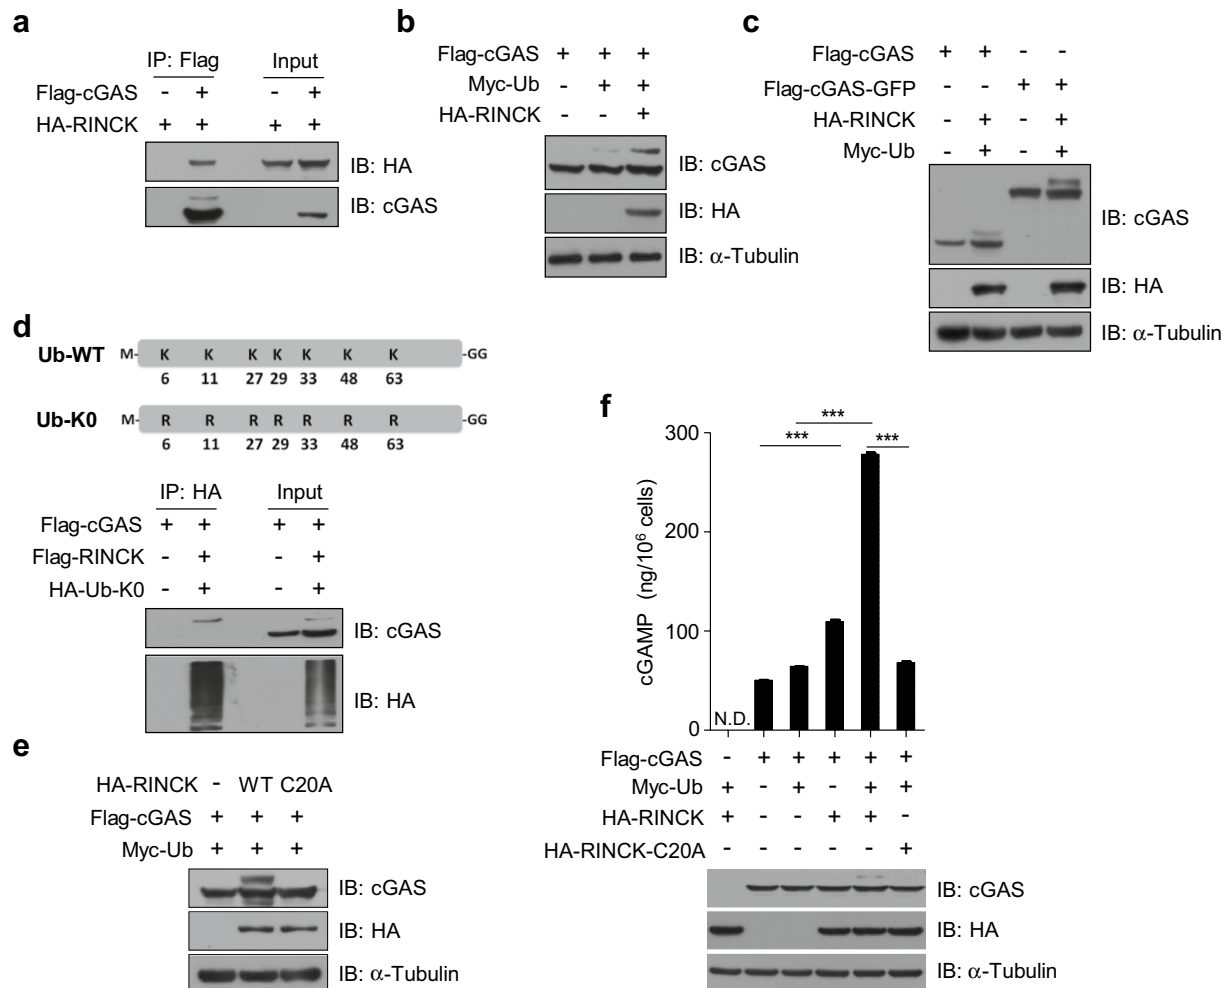 a
IP: Flag Input
Flag-cGAS - + - +
HA-RINCK + + + +
IB: HA
IB: cGAS
b
Flag-cGAS + + +
Myc-Ub - + +
HA-RINCK - - +
IB: cGAS
IB: HA
IB: α-Tubulin
c
Flag-cGAS + + - -
Flag-cGAS-GFP - - + +
HA-RINCK - + - +
Myc-Ub - + - +
IB: cGAS
IB: HA
IB: α-Tubulin
d
Ub-WT M- K K K K K K K -GG
6 11 27 29 33 48 63
Ub-K0 M- R R R R R R R -GG
6 11 27 29 33 48 63
IP: HA Input
Flag-cGAS + + + +
Flag-RINCK - + - +
HA-Ub-K0 - + - +
IB: cGAS
IB: HA
e
HA-RINCK - WT C20A
Flag-cGAS + + +
Myc-Ub + + +
IB: cGAS
IB: HA
IB: α-Tubulin
f
***
*** ***
300
200
100
0
cGAMP (ng/10⁶ cells)
N.D.
Flag-cGAS - + + + + +
Myc-Ub + - + - + +
HA-RINCK + - - + + -
HA-RINCK-C20A - - - - - +
IB: cGAS
IB: HA
IB: α-Tubulin